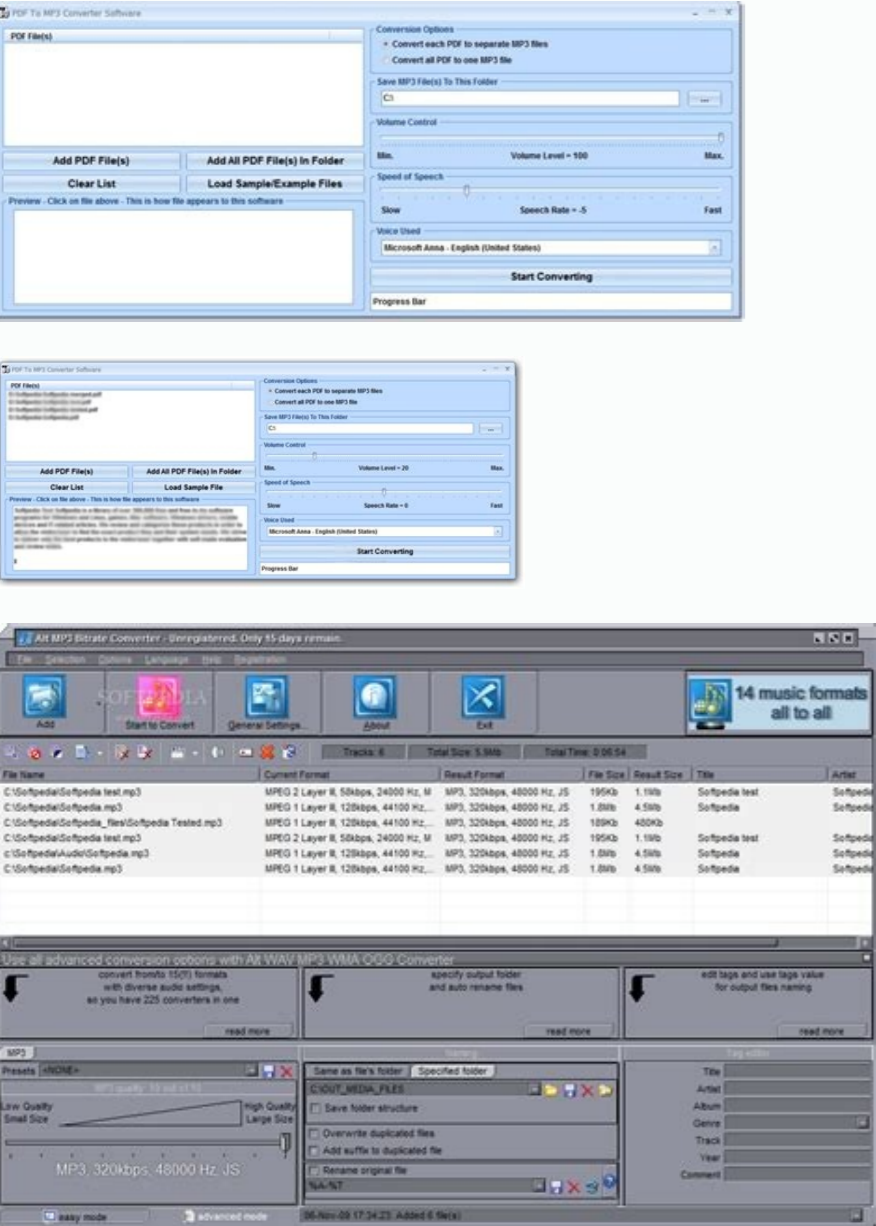 PDF To MP3 Converter Software
PDF File(s)
Add PDF File(s)
Add All PDF File(s) In Folder
Clear List
Load Sample/Example Files
Preview - Click on file above - This is how file appears to this software
Conversion Options
Convert each PDF to separate MP3 files
Convert all PDF to one MP3 file
Save MP3 File(s) To This Folder
C:\
...
Volume Control
Min. Volume Level = 100 Max.
Speed of Speech
Slow Speech Rate = -5 Fast
Voice Used
Microsoft Anna - English (United States)
Start Converting
Progress Bar
PDF To MP3 Converter Software
PDF File(s)
Add PDF File(s)
Add All PDF File(s) In Folder
Clear List
Load Sample File
Preview - Click on file above - This is how file appears to this software
Conversion Options
Convert each PDF to separate MP3 files
Convert all PDF to one MP3 file
Save MP3 File(s) To This Folder
C:\
...
Volume Control
Min. Volume Level = 20 Max.
Speed of Speech
Slow Speech Rate = 0 Fast
Voice Used
Microsoft Anna - English (United States)
Start Converting
Progress Bar
Alt MP3 Bitrate Converter - Unregistered. Only 15 days remain.
File Selection Options Language Help Registration
SOFTPEDIA
Add
Start to Convert
General Settings...
About
Exit
14 music formats
all to all
Tracks: 6 Total Size: 5.9Mb Total Time: 0:06:54
File Name Current Format Result Format File Size Result Size Title Artist
C:\Softpedia\Softpedia test.mp3 MPEG 2 Layer III, 58kbps, 24000 Hz, M MP3, 320kbps, 48000 Hz, JS 195Kb 1.1Mb Softpedia test Softpedia
C:\Softpedia\Softpedia.mp3 MPEG 1 Layer III, 128kbps, 44100 Hz,... MP3, 320kbps, 48000 Hz, JS 1.8Mb 4.5Mb Softpedia Softpedia
C:\Softpedia\Softpedia_files\Softpedia Tested.mp3 MPEG 1 Layer III, 128kbps, 44100 Hz,... MP3, 320kbps, 48000 Hz, JS 189Kb 480Kb
C:\Softpedia\Softpedia test.mp3 MPEG 2 Layer III, 58kbps, 24000 Hz, M MP3, 320kbps, 48000 Hz, JS 195Kb 1.1Mb Softpedia test Softpedia
c:\Softpedia\Audio\Softpedia.mp3 MPEG 1 Layer III, 128kbps, 44100 Hz,... MP3, 320kbps, 48000 Hz, JS 1.8Mb 4.5Mb Softpedia Softpedia
C:\Softpedia\Softpedia.mp3 MPEG 1 Layer III, 128kbps, 44100 Hz,... MP3, 320kbps, 48000 Hz, JS 1.8Mb 4.5Mb Softpedia Softpedia
Use all advanced conversion options with Alt WAV MP3 WMA OGG Converter
convert from/to 15(!!!) formats
with diverse audio settings,
so you have 225 converters in one
read more
specify output folder
and auto rename files
read more
edit tags and use tags value
for output files naming
read more
MP3
Presets <NONE>
MP3 quality: 10 out of 10
Low Quality
Small Size
High Quality
Large Size
MP3, 320kbps, 48000 Hz, JS
Naming
Same as file's folder Specified folder
C:\OUT_MEDIA_FILES
Save folder structure
Overwrite duplicated files
Add suffix to duplicated file
Rename original file
%A-%T
Tag editor
Title
Artist
Album
Genre
Track
Year
Comment
easy mode
advanced mode
06-Nov-09 17:34:23: Added 6 file(s)